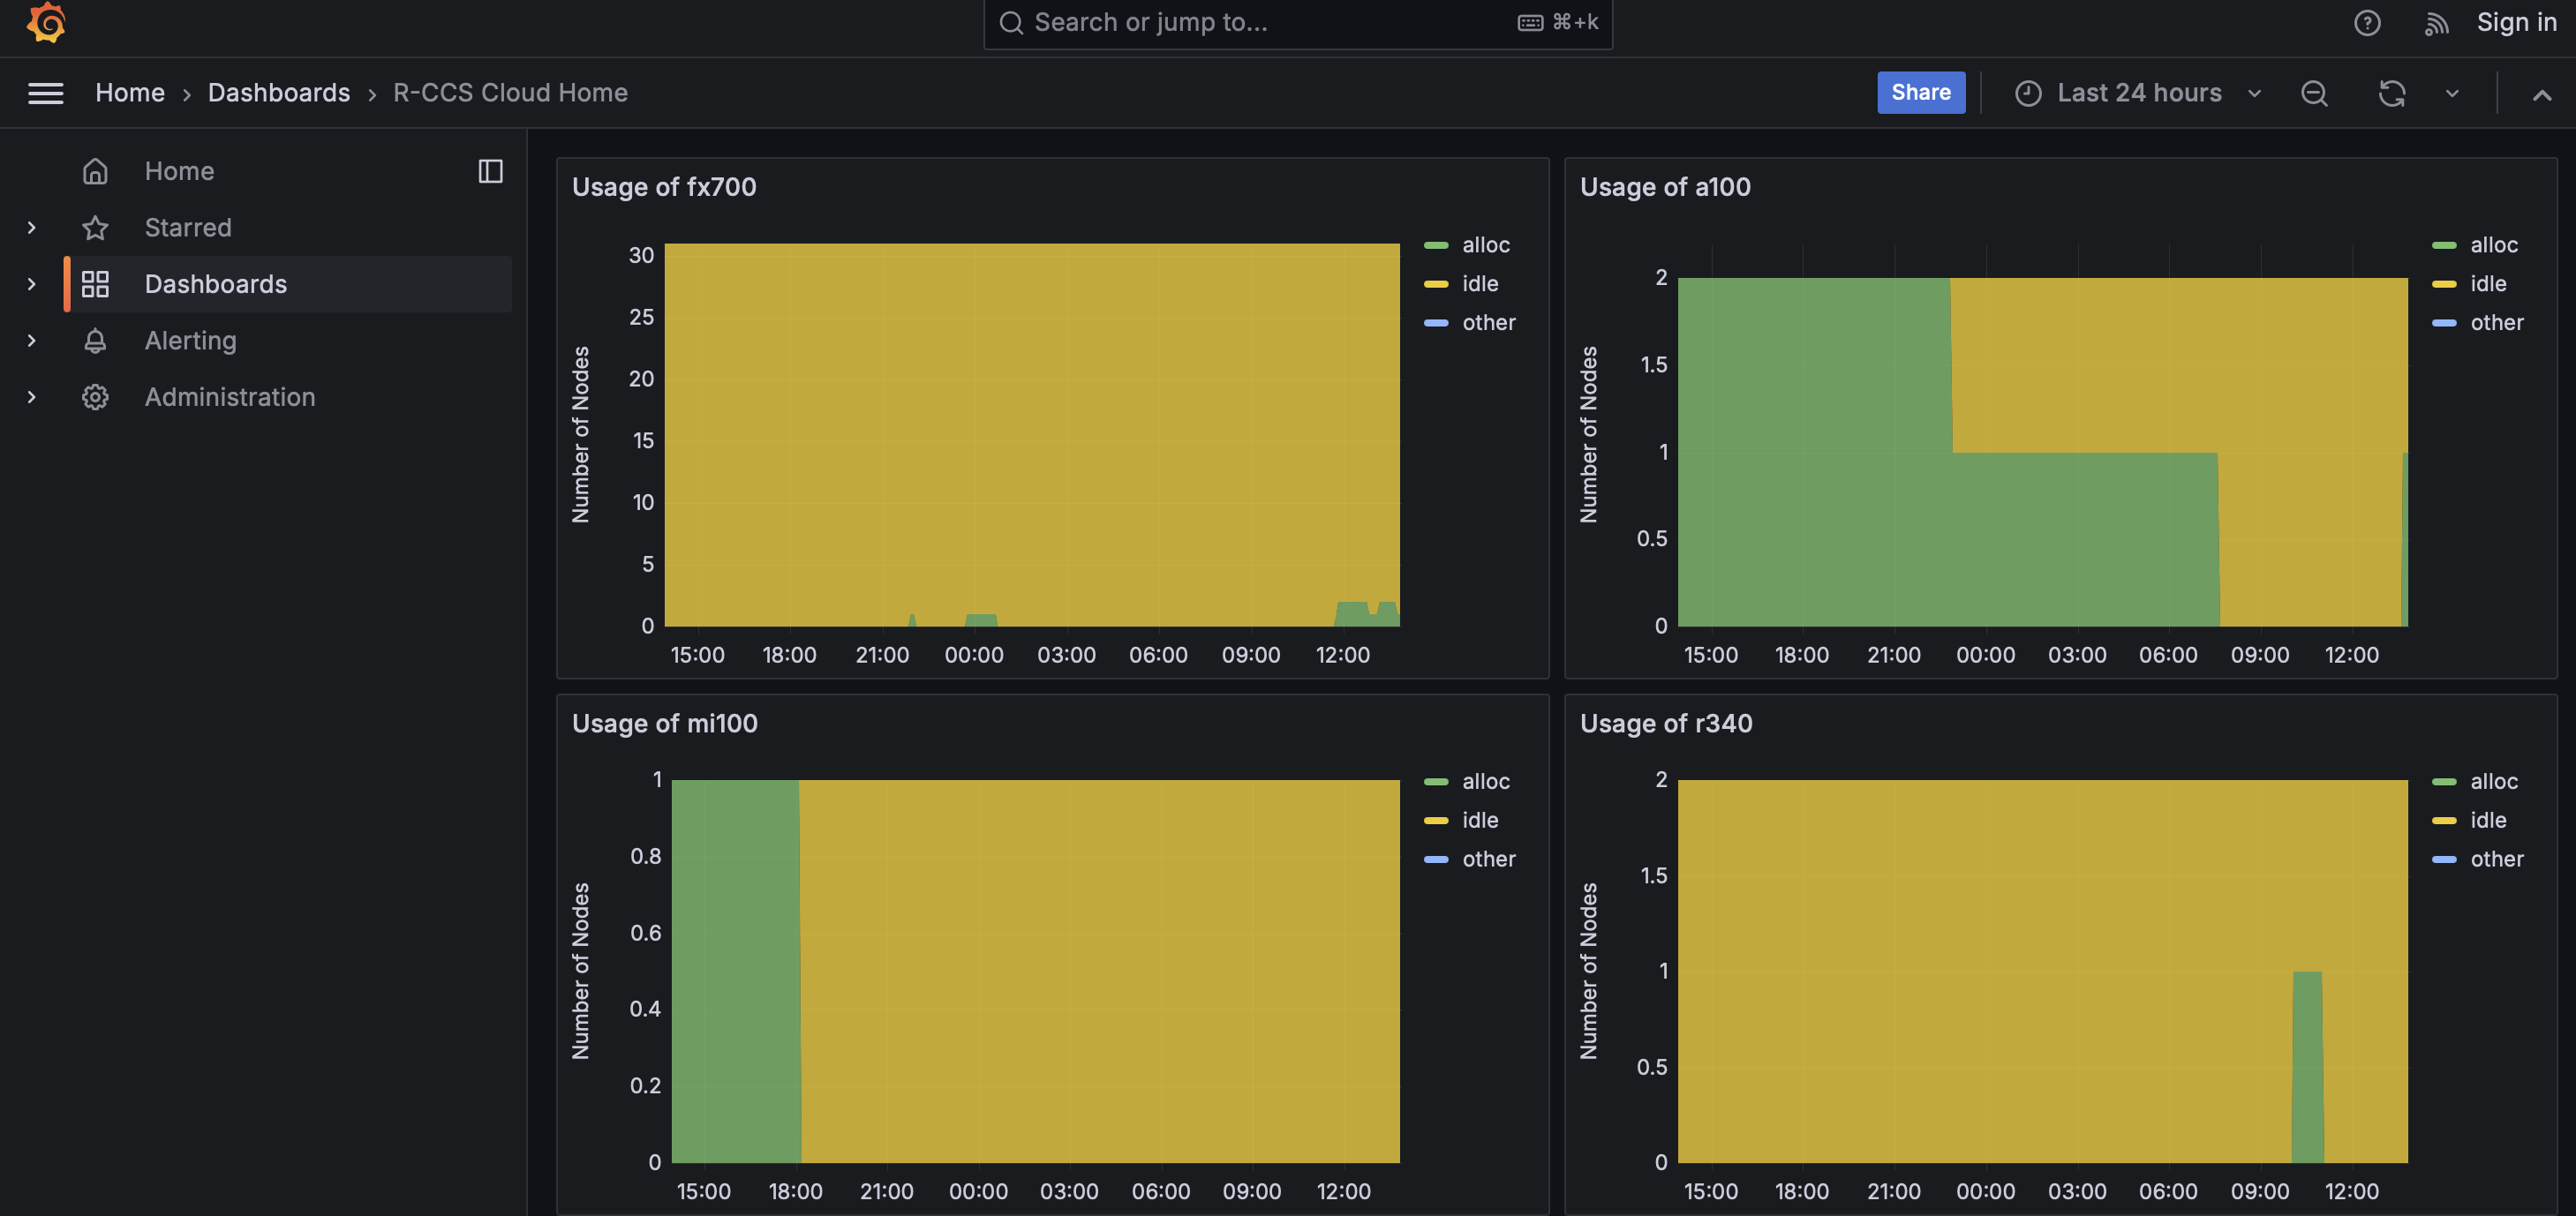 Search or jump to... ⌘+k Sign in
Home › Dashboards › R-CCS Cloud Home Share Last 24 hours
Home
Starred
Dashboards
Alerting
Administration
Usage of fx700
Number of Nodes
30
25
20
15
10
5
0
15:00 18:00 21:00 00:00 03:00 06:00 09:00 12:00
alloc
idle
other
Usage of a100
Number of Nodes
2
1.5
1
0.5
0
15:00 18:00 21:00 00:00 03:00 06:00 09:00 12:00
alloc
idle
other
Usage of mi100
Number of Nodes
1
0.8
0.6
0.4
0.2
0
15:00 18:00 21:00 00:00 03:00 06:00 09:00 12:00
alloc
idle
other
Usage of r340
Number of Nodes
2
1.5
1
0.5
0
15:00 18:00 21:00 00:00 03:00 06:00 09:00 12:00
alloc
idle
other